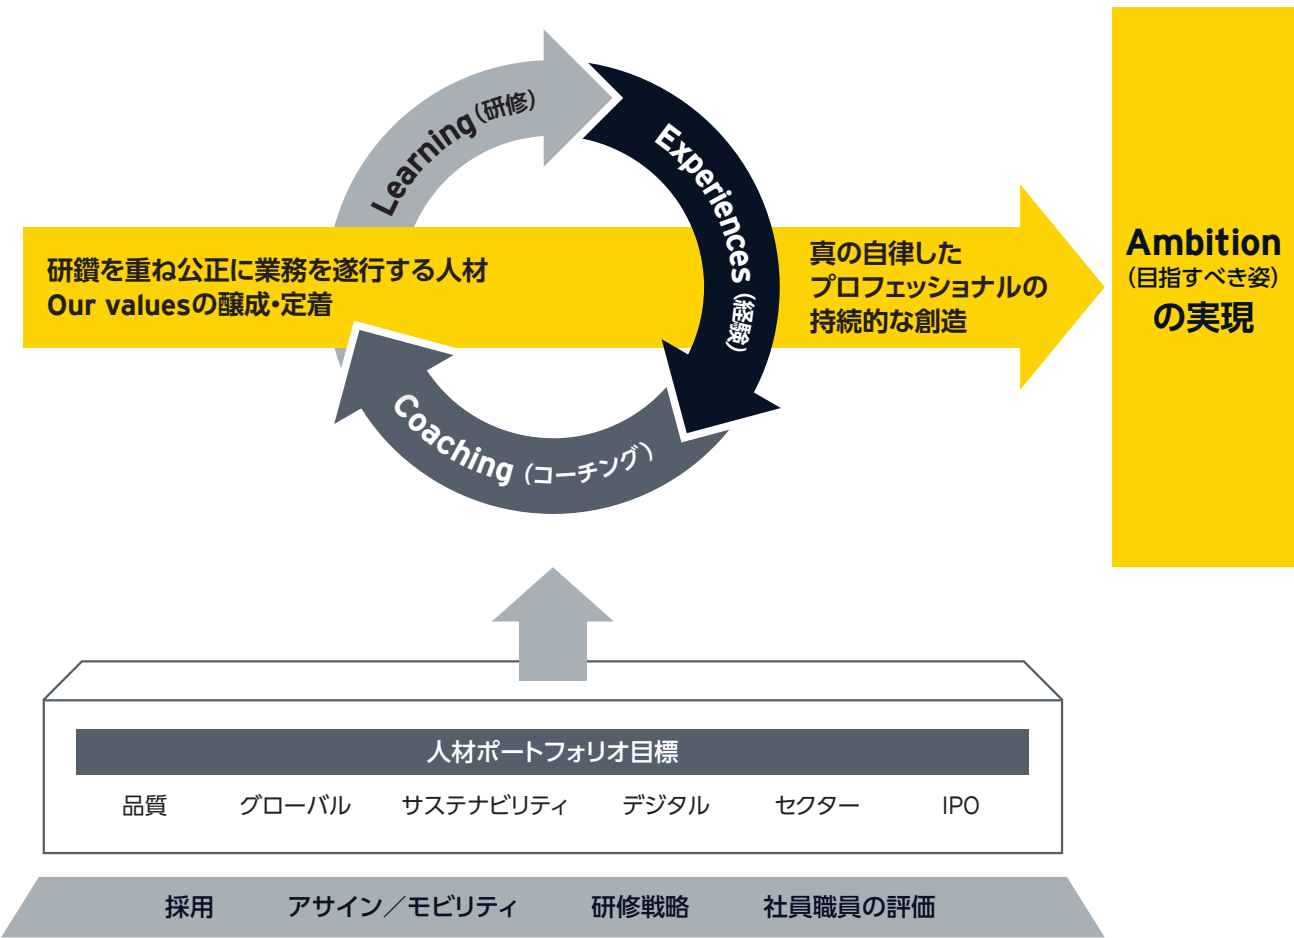 Learning（研修）
Experiences（経験）
Coaching（コーチング）
研鑽を重ね公正に業務を遂行する人材
Our valuesの醸成・定着
真の自律した
プロフェッショナルの
持続的な創造
Ambition
（目指すべき姿）
の実現
人材ポートフォリオ目標
品質 グローバル サステナビリティ デジタル セクター IPO
採用 アサイン／モビリティ 研修戦略 社員職員の評価